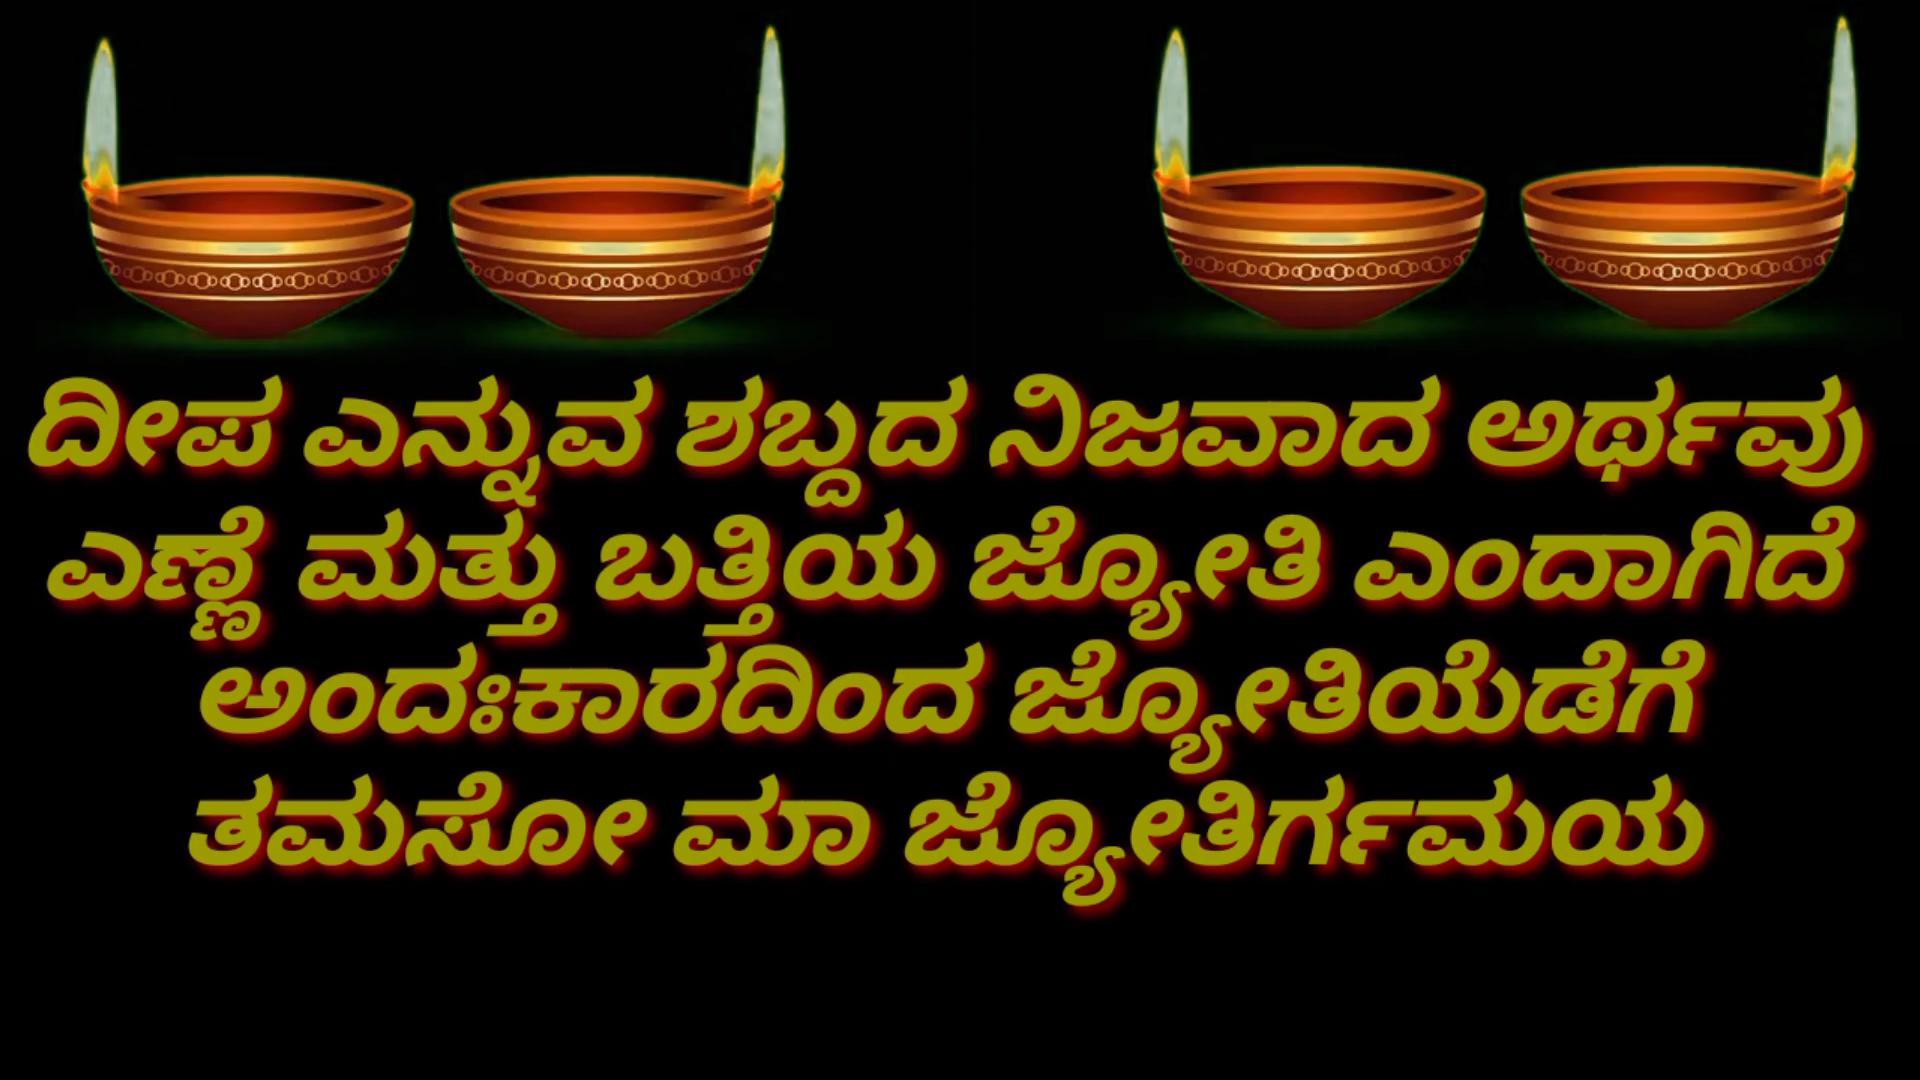 ದೀಪ ಎನ್ನುವ ಶಬ್ದದ ನಿಜವಾದ ಅರ್ಥವು
ಎಣ್ಣೆ ಮತ್ತು ಬತ್ತಿಯ ಜ್ಯೋತಿ ಎಂದಾಗಿದೆ
ಅಂದಃಕಾರದಿಂದ ಜ್ಯೋತಿಯೆಡೆಗೆ
ತಮಸೋ ಮಾ ಜ್ಯೋತಿರ್ಗಮಯ